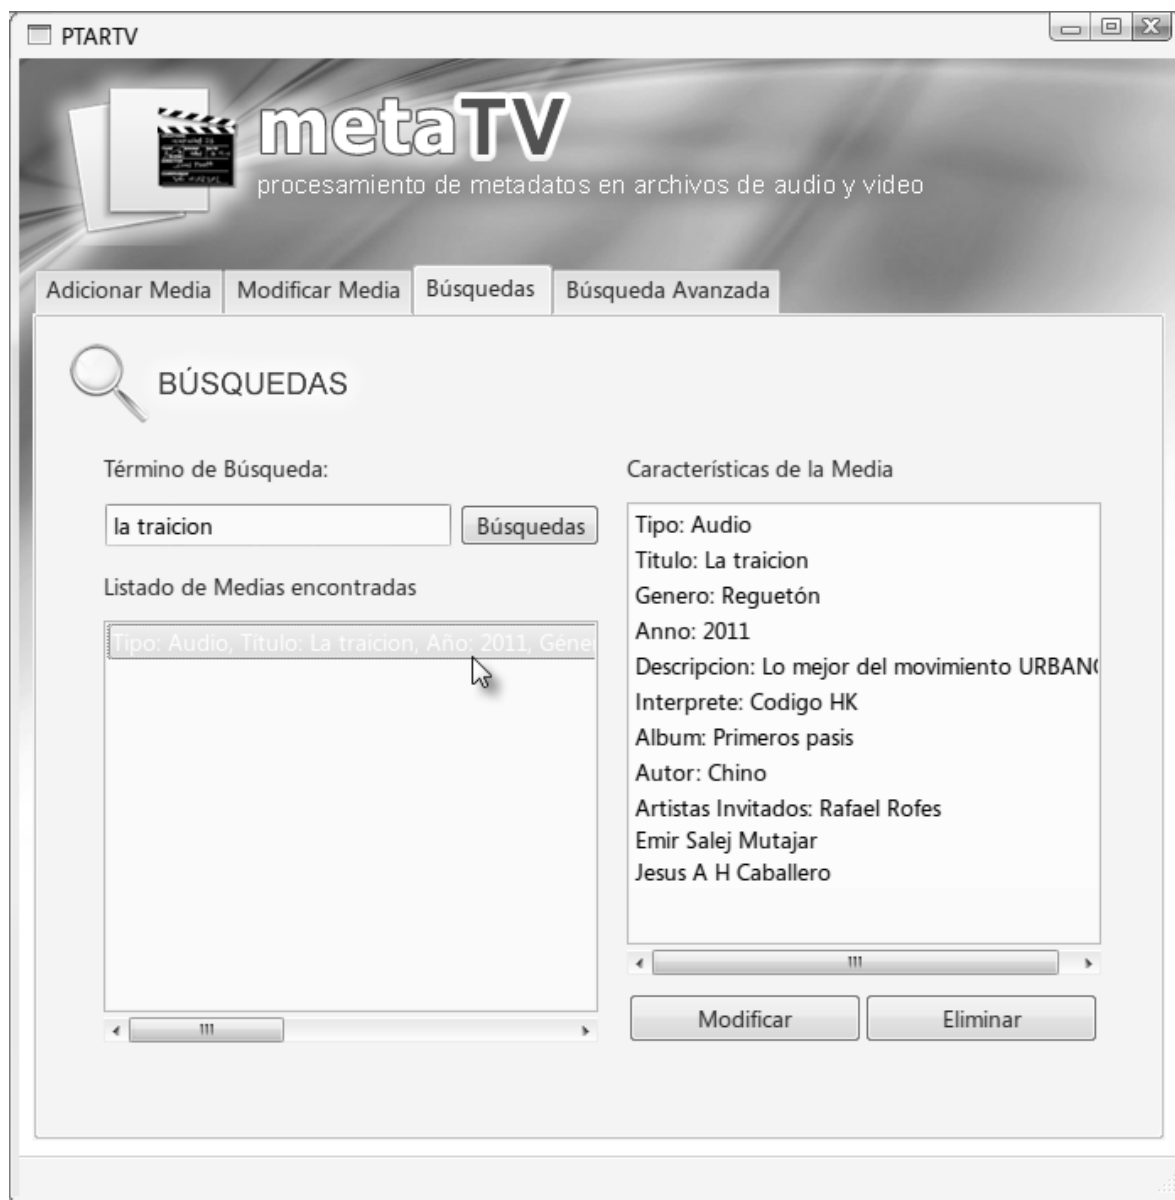 PTARTV
metaTV
procesamiento de metadatos en archivos de audio y video
Adicionar Media
Modificar Media
Búsquedas
Búsqueda Avanzada
BÚSQUEDAS
Término de Búsqueda:
la traicion
Búsquedas
Listado de Medias encontradas
Tipo: Audio, Título: La traicion, Año: 2011, Géne
Características de la Media
Tipo: Audio
Titulo: La traicion
Genero: Reguetón
Anno: 2011
Descripcion: Lo mejor del movimiento URBAN
Interprete: Codigo HK
Album: Primeros pasis
Autor: Chino
Artistas Invitados: Rafael Rofes
Emir Salej Mutajar
Jesus A H Caballero
Modificar
Eliminar